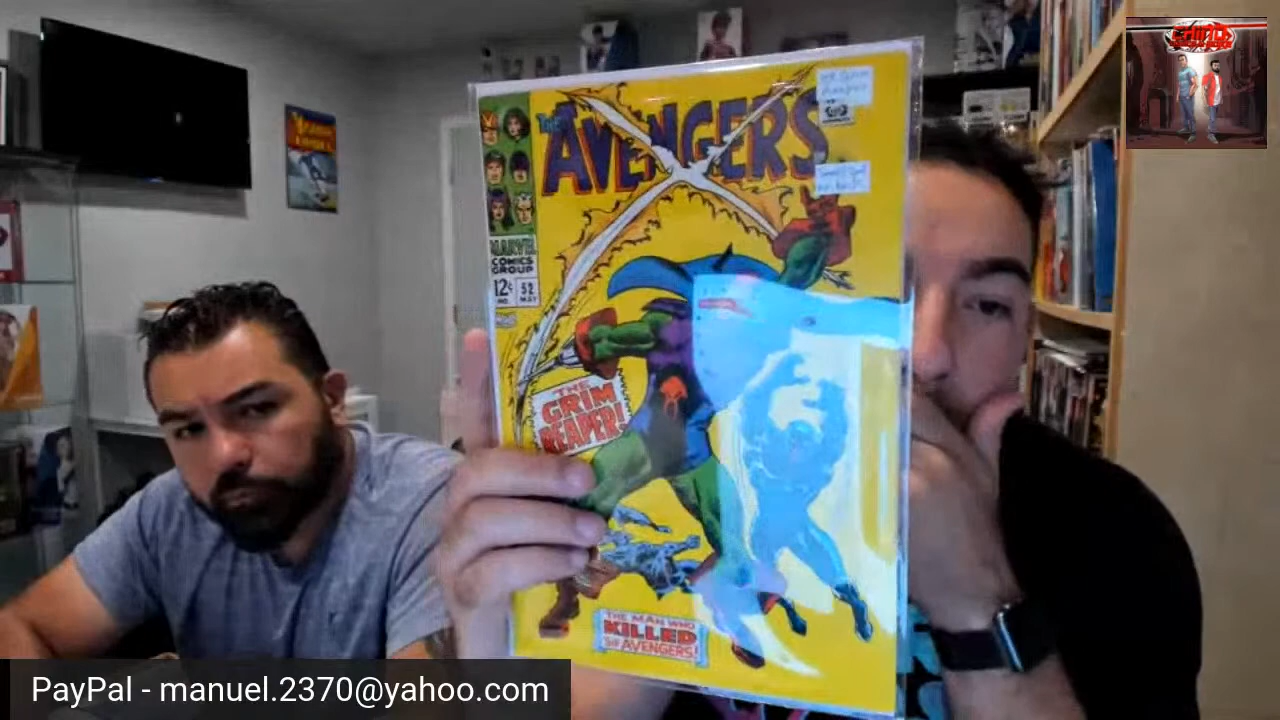 THE
AVENGERS
MARVEL
COMICS
GROUP
12¢
NO.
52
MAY
THE
GRIM
REAPER!
THE MAN WHO
KILLED
THE AVENGERS!
PayPal - manuel.2370@yahoo.com